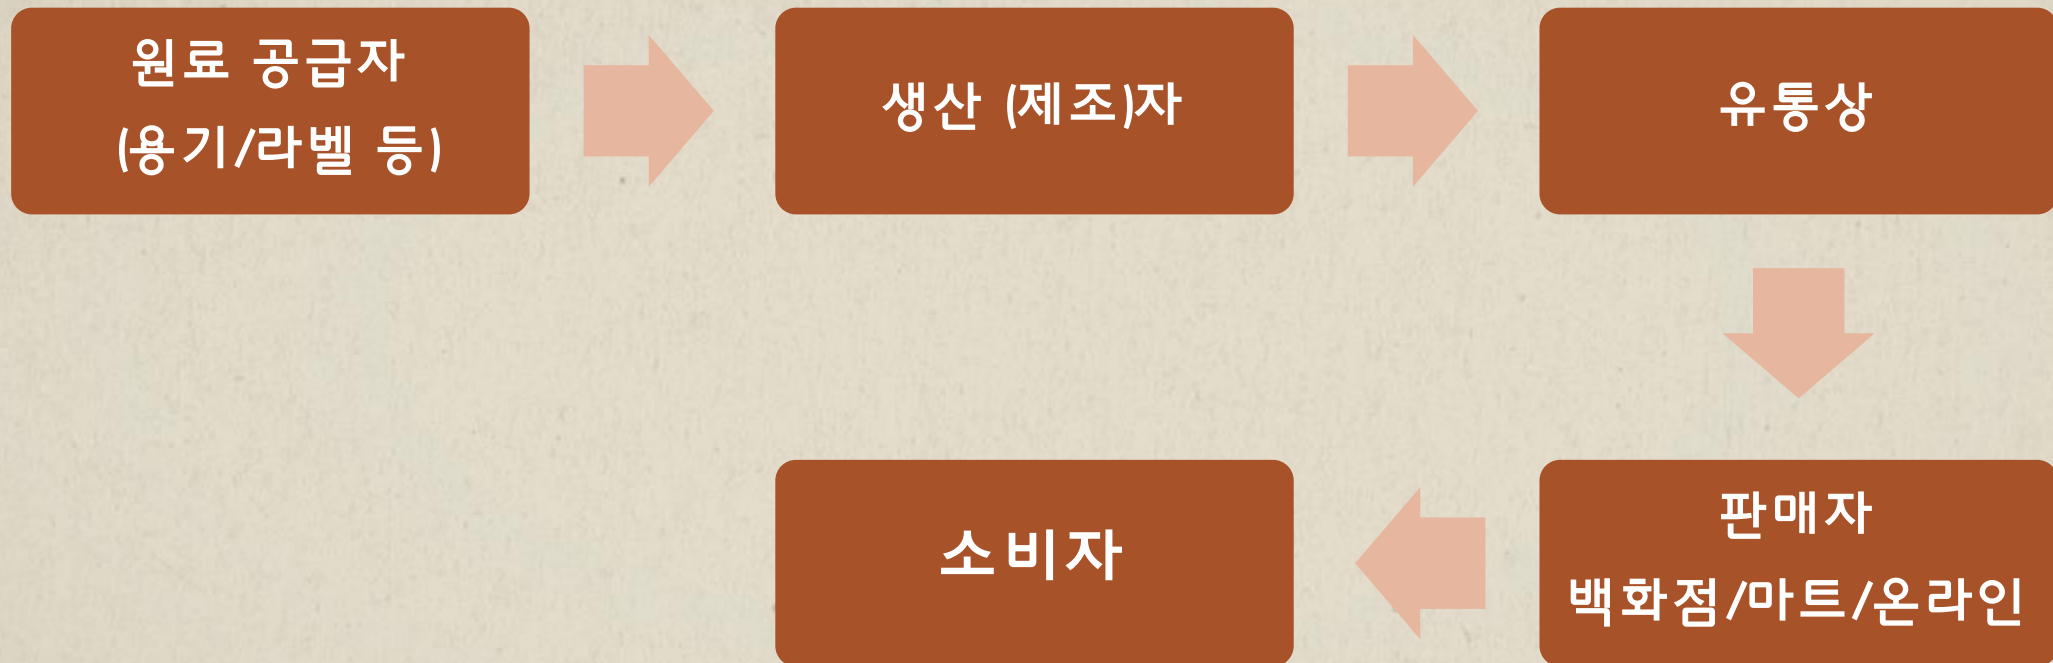 원료 공급자
(용기/라벨 등)
생산 (제조)자
유통상
판매자
백화점/마트/온라인
소비자